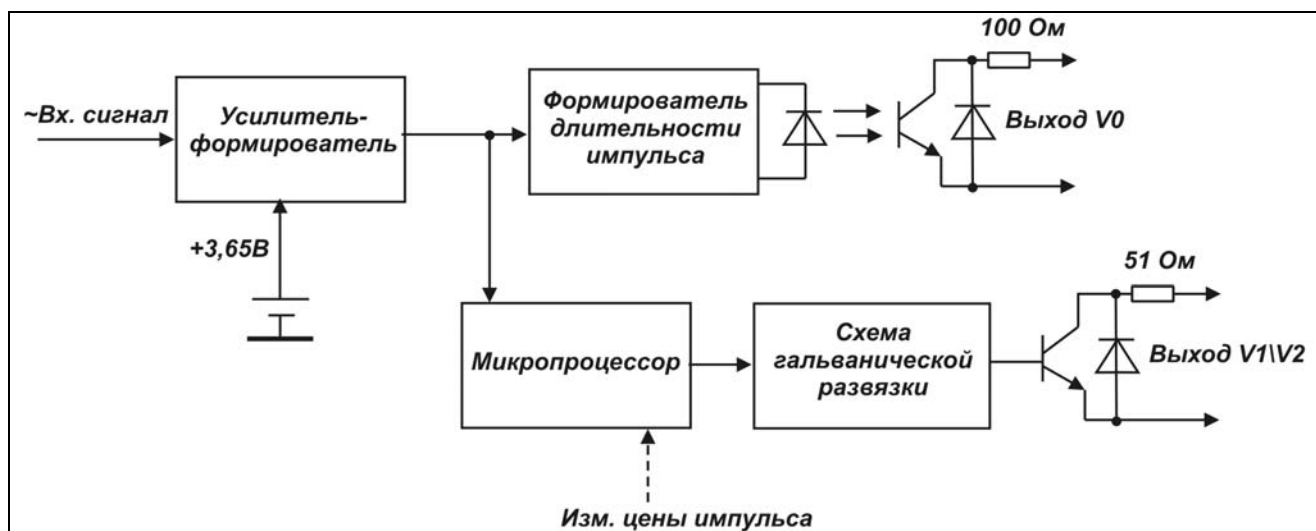 100 Ом
~Вх. сигнал
Усилитель-
формирователь
Формирователь
длительности
импульса
Выход V0
+3,65В
51 Ом
Микропроцессор
Схема
гальванической
развязки
Выход V1\V2
Изм. цены импульса